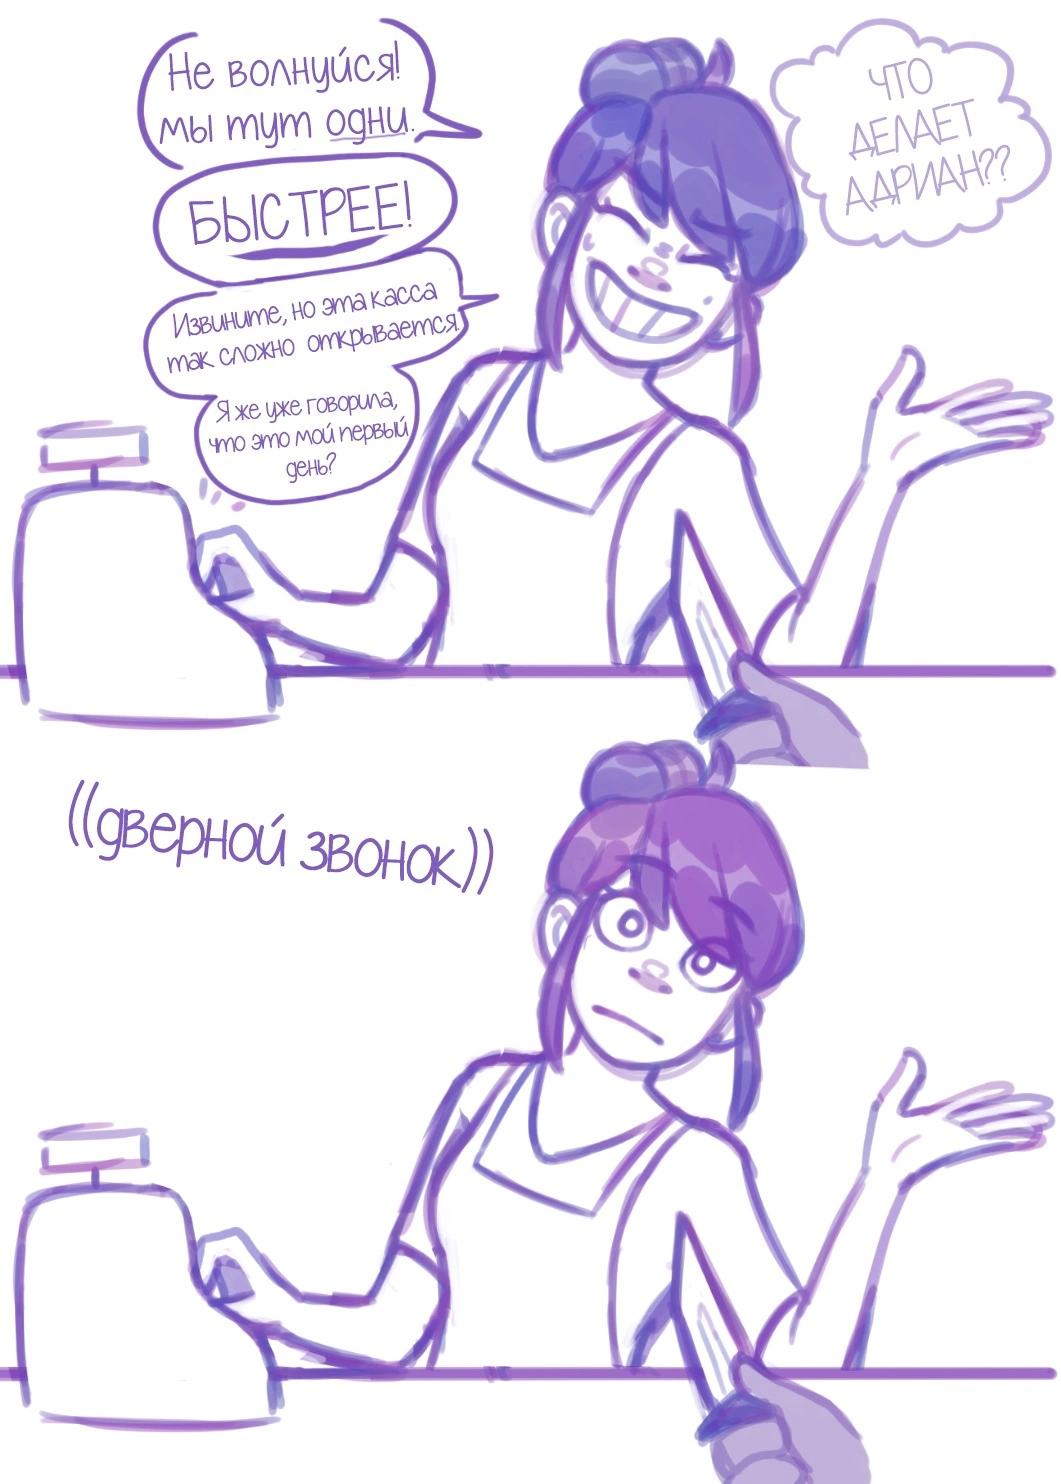 Не волнуйся!
мы тут одни.
БЫСТРЕЕ!
Извините, но эта касса
так сложно открывается.
Я же уже говорила,
что это мой первый
день?
ЧТО
ДЕЛАЕТ
АДРИАН??
((дверной звонок))